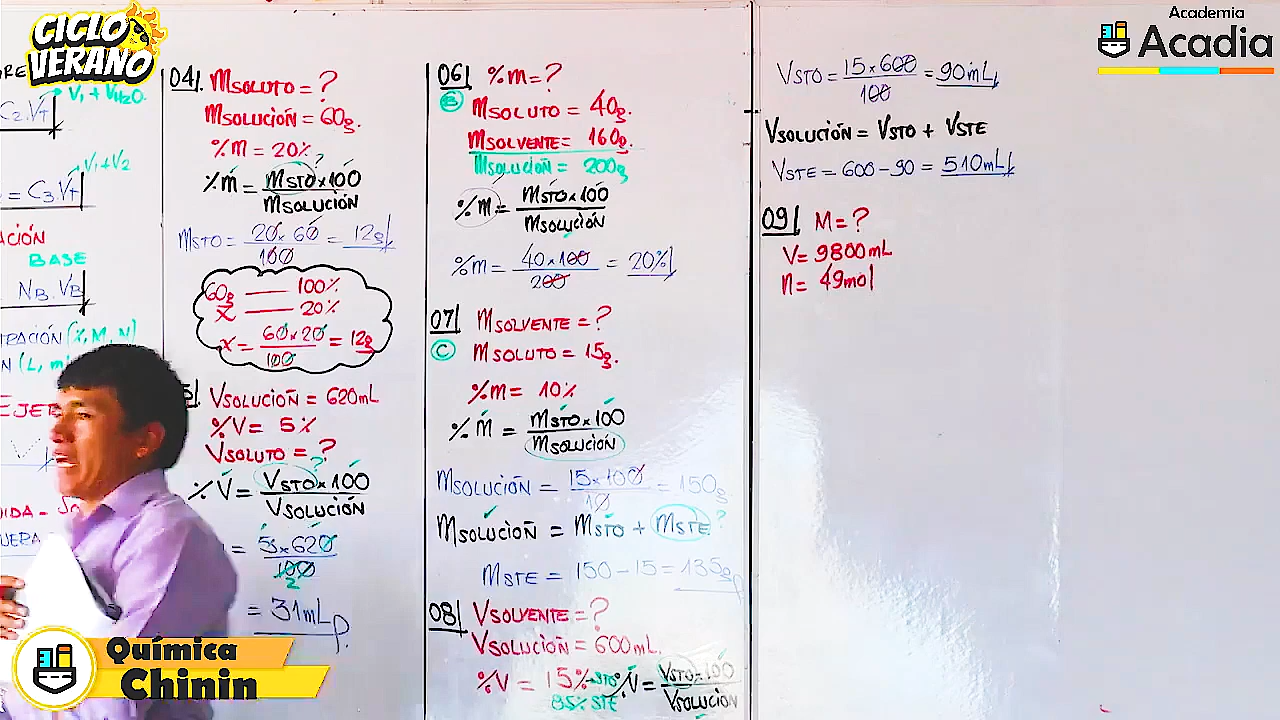 CICLO
VERANO
Academia
Acadia
V₁ + VH₂O.
C₂.VT
V₁+V₂
= C₃.VT
BASE
NB.VB
(%, M, N)
04/. MSOLUTO = ?
MSOLUCIÓN = 60g.
%M = 20%
%m = MSTO x 100 / MSOLUCIÓN
MSTO = 20 x 60 / 100 = 12g
60g — 100%
x — 20%
x = 60 x 20 / 100 = 12g
VSOLUCIÓN = 620mL
%V = 5%
VSOLUTO = ?
%V = VSTO x 100 / VSOLUCIÓN
= 5 x 620 / 100
2
= 31mL
06/ %m = ?
B
MSOLUTO = 40g.
MSOLVENTE = 160g.
MSOLUCIÓN = 200g
%m = MSTO x 100 / MSOLUCIÓN
%m = 40 x 100 / 200 = 20%
07/ MSOLVENTE = ?
C
MSOLUTO = 15g.
%m = 10%
%M = MSTO x 100 / MSOLUCIÓN
MSOLUCIÓN = 15 x 100 / 10 = 150g.
MSOLUCIÓN = MSTO + MSTE ?
MSTE = 150 - 15 = 135g
08/ VSOLVENTE = ?
VSOLUCIÓN = 600mL.
%V = 15% STO
85% STE
%V = VSTO x 100 / VSOLUCIÓN
VSTO = 15 x 600 / 100 = 90mL
VSOLUCIÓN = VSTO + VSTE
VSTE = 600 - 90 = 510mL
09/ M = ?
V = 9800mL
n = 49mol
Química
Chinin